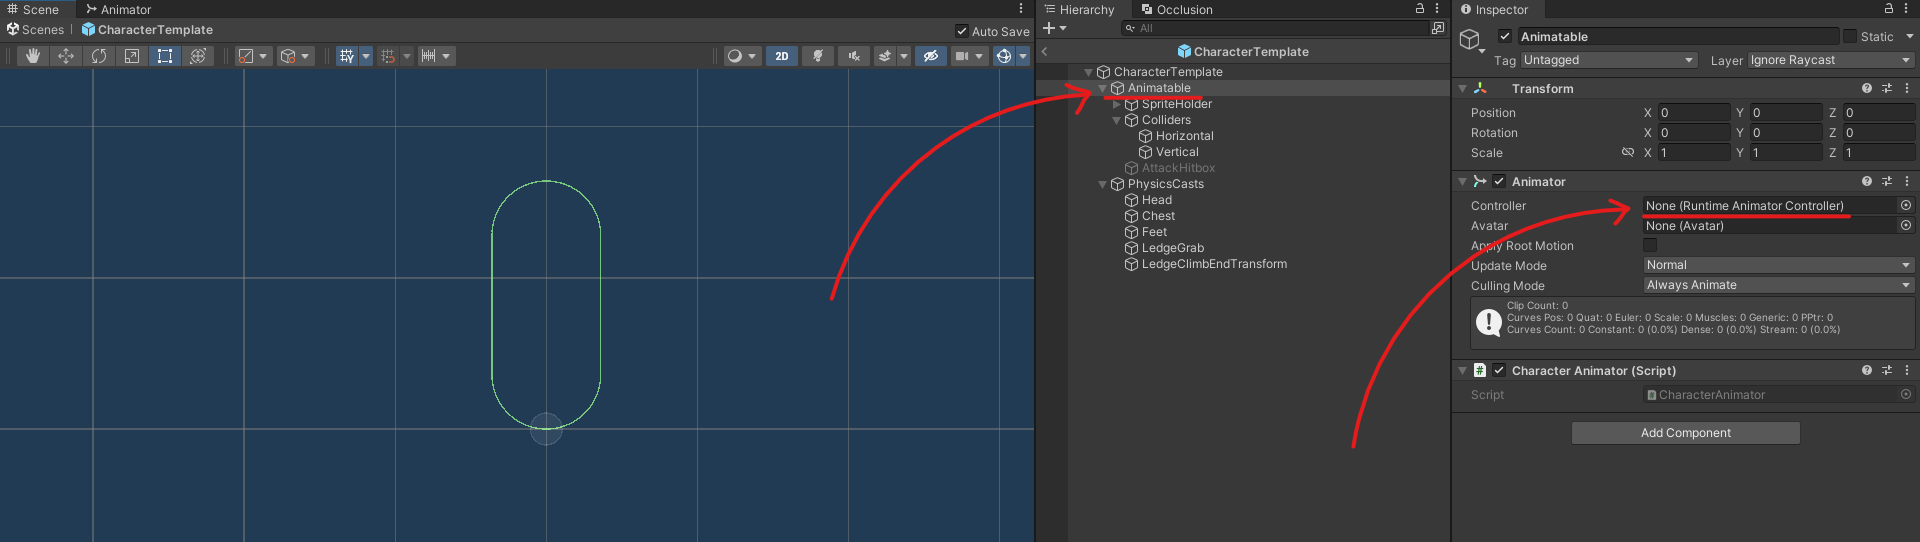 Scene
Animator
Scenes
CharacterTemplate
Auto Save
2D
Hierarchy
Occlusion
All
CharacterTemplate
CharacterTemplate
Animatable
SpriteHolder
Colliders
Horizontal
Vertical
AttackHitbox
PhysicsCasts
Head
Chest
Feet
LedgeGrab
LedgeClimbEndTransform
Inspector
Animatable
Static
Tag Untagged
Layer Ignore Raycast
Transform
Position X 0 Y 0 Z 0
Rotation X 0 Y 0 Z 0
Scale X 1 Y 1 Z 1
Animator
Controller None (Runtime Animator Controller)
Avatar None (Avatar)
Apply Root Motion
Update Mode Normal
Culling Mode Always Animate
Clip Count: 0
Curves Pos: 0 Quat: 0 Euler: 0 Scale: 0 Muscles: 0 Generic: 0 PPtr: 0
Curves Count: 0 Constant: 0 (0.0%) Dense: 0 (0.0%) Stream: 0 (0.0%)
Character Animator (Script)
Script CharacterAnimator
Add Component